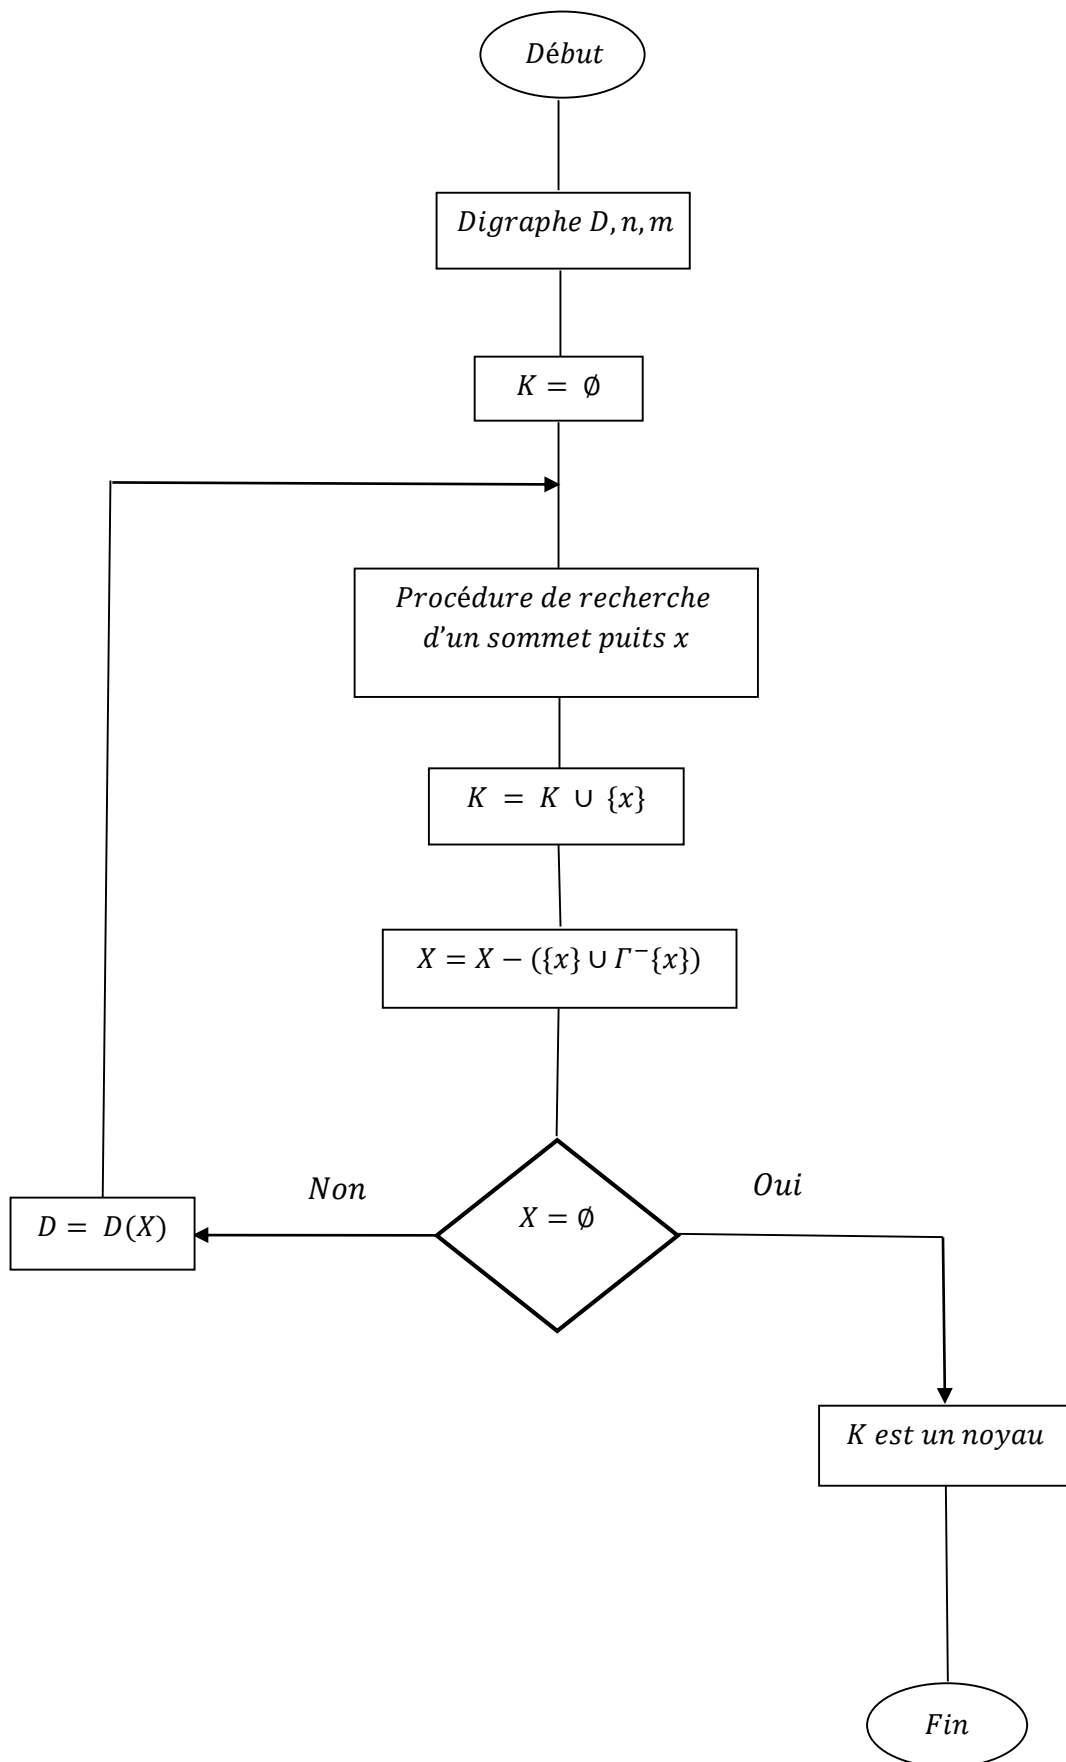 Début
Digraphe D, n, m
K = ∅
Procédure de recherche
d'un sommet puits x
K = K ∪ {x}
X = X − ({x} ∪ Γ⁻{x})
Non
Oui
D = D(X)
X = ∅
K est un noyau
Fin